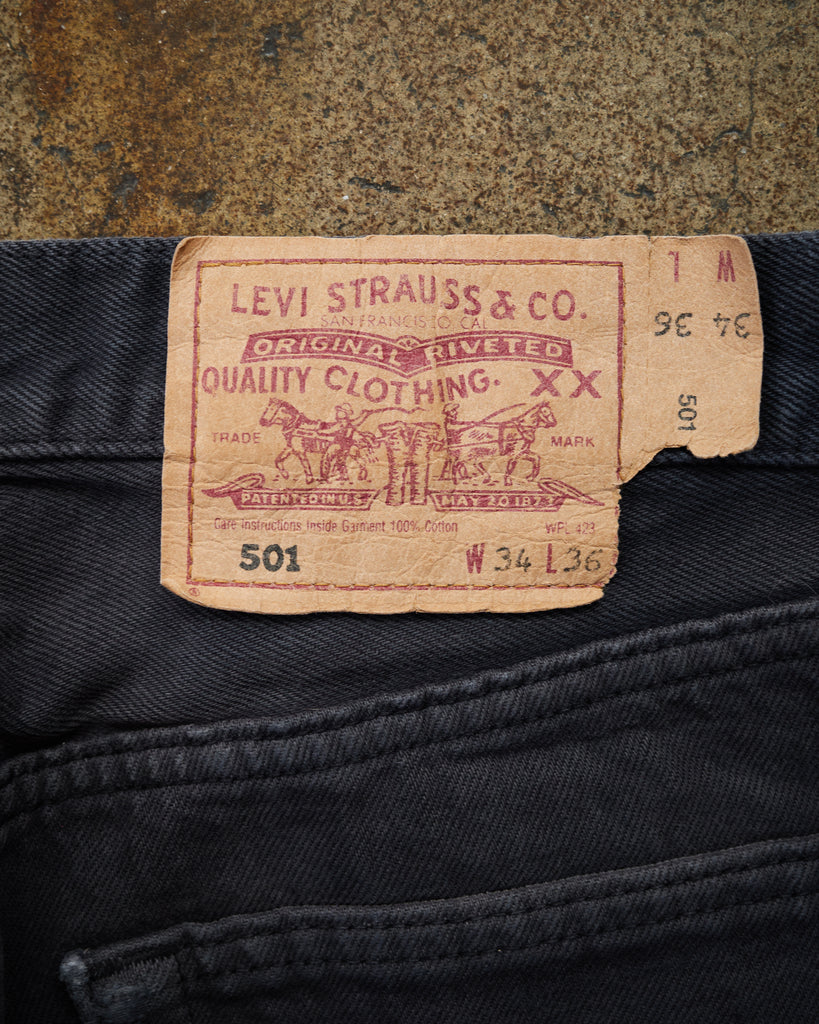 LEVI STRAUSS & CO.
SAN FRANCISCO, CAL
ORIGINAL RIVETED
QUALITY CLOTHING. XX
TRADE MARK
PATENTED IN U.S. MAY 20 1873
Care Instructions Inside Garment 100% Cotton WPL 423
501 W 34 L 36
®
W L
34 36
501